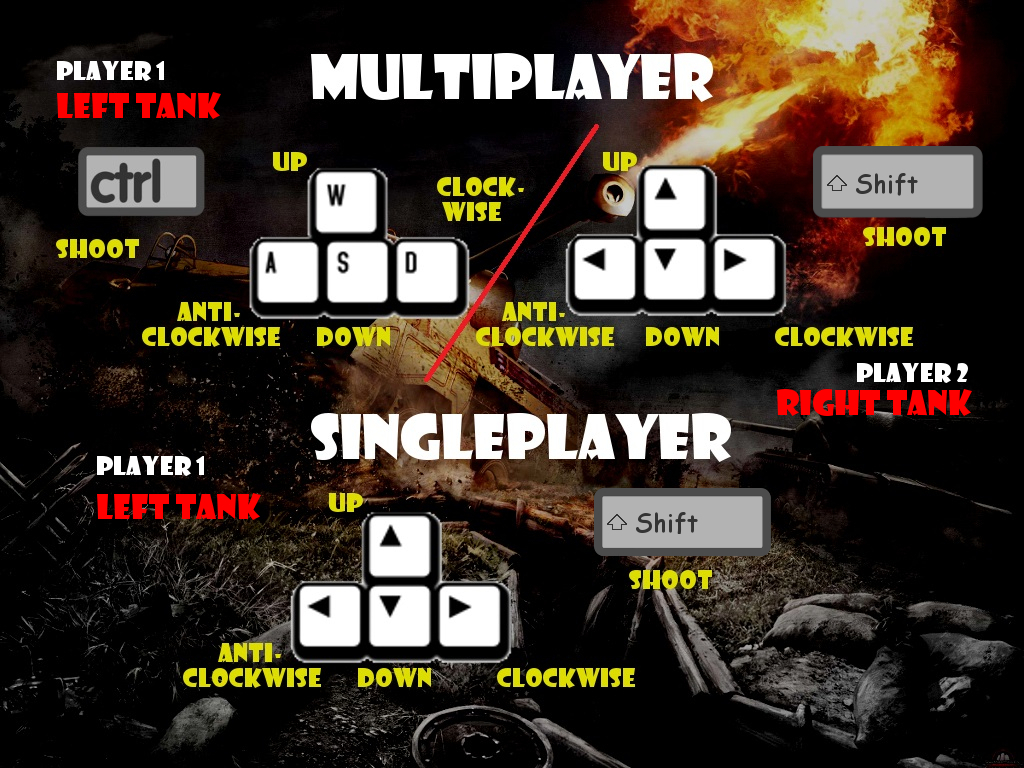 MULTIPLAYER
PLAYER 1
LEFT TANK
ctrl
SHOOT
UP
W
A S D
CLOCK-
WISE
ANTI-
CLOCKWISE
DOWN
UP
ANTI-
CLOCKWISE
DOWN
CLOCKWISE
Shift
SHOOT
PLAYER 2
RIGHT TANK
SINGLEPLAYER
PLAYER 1
LEFT TANK
UP
ANTI-
CLOCKWISE
DOWN
CLOCKWISE
Shift
SHOOT